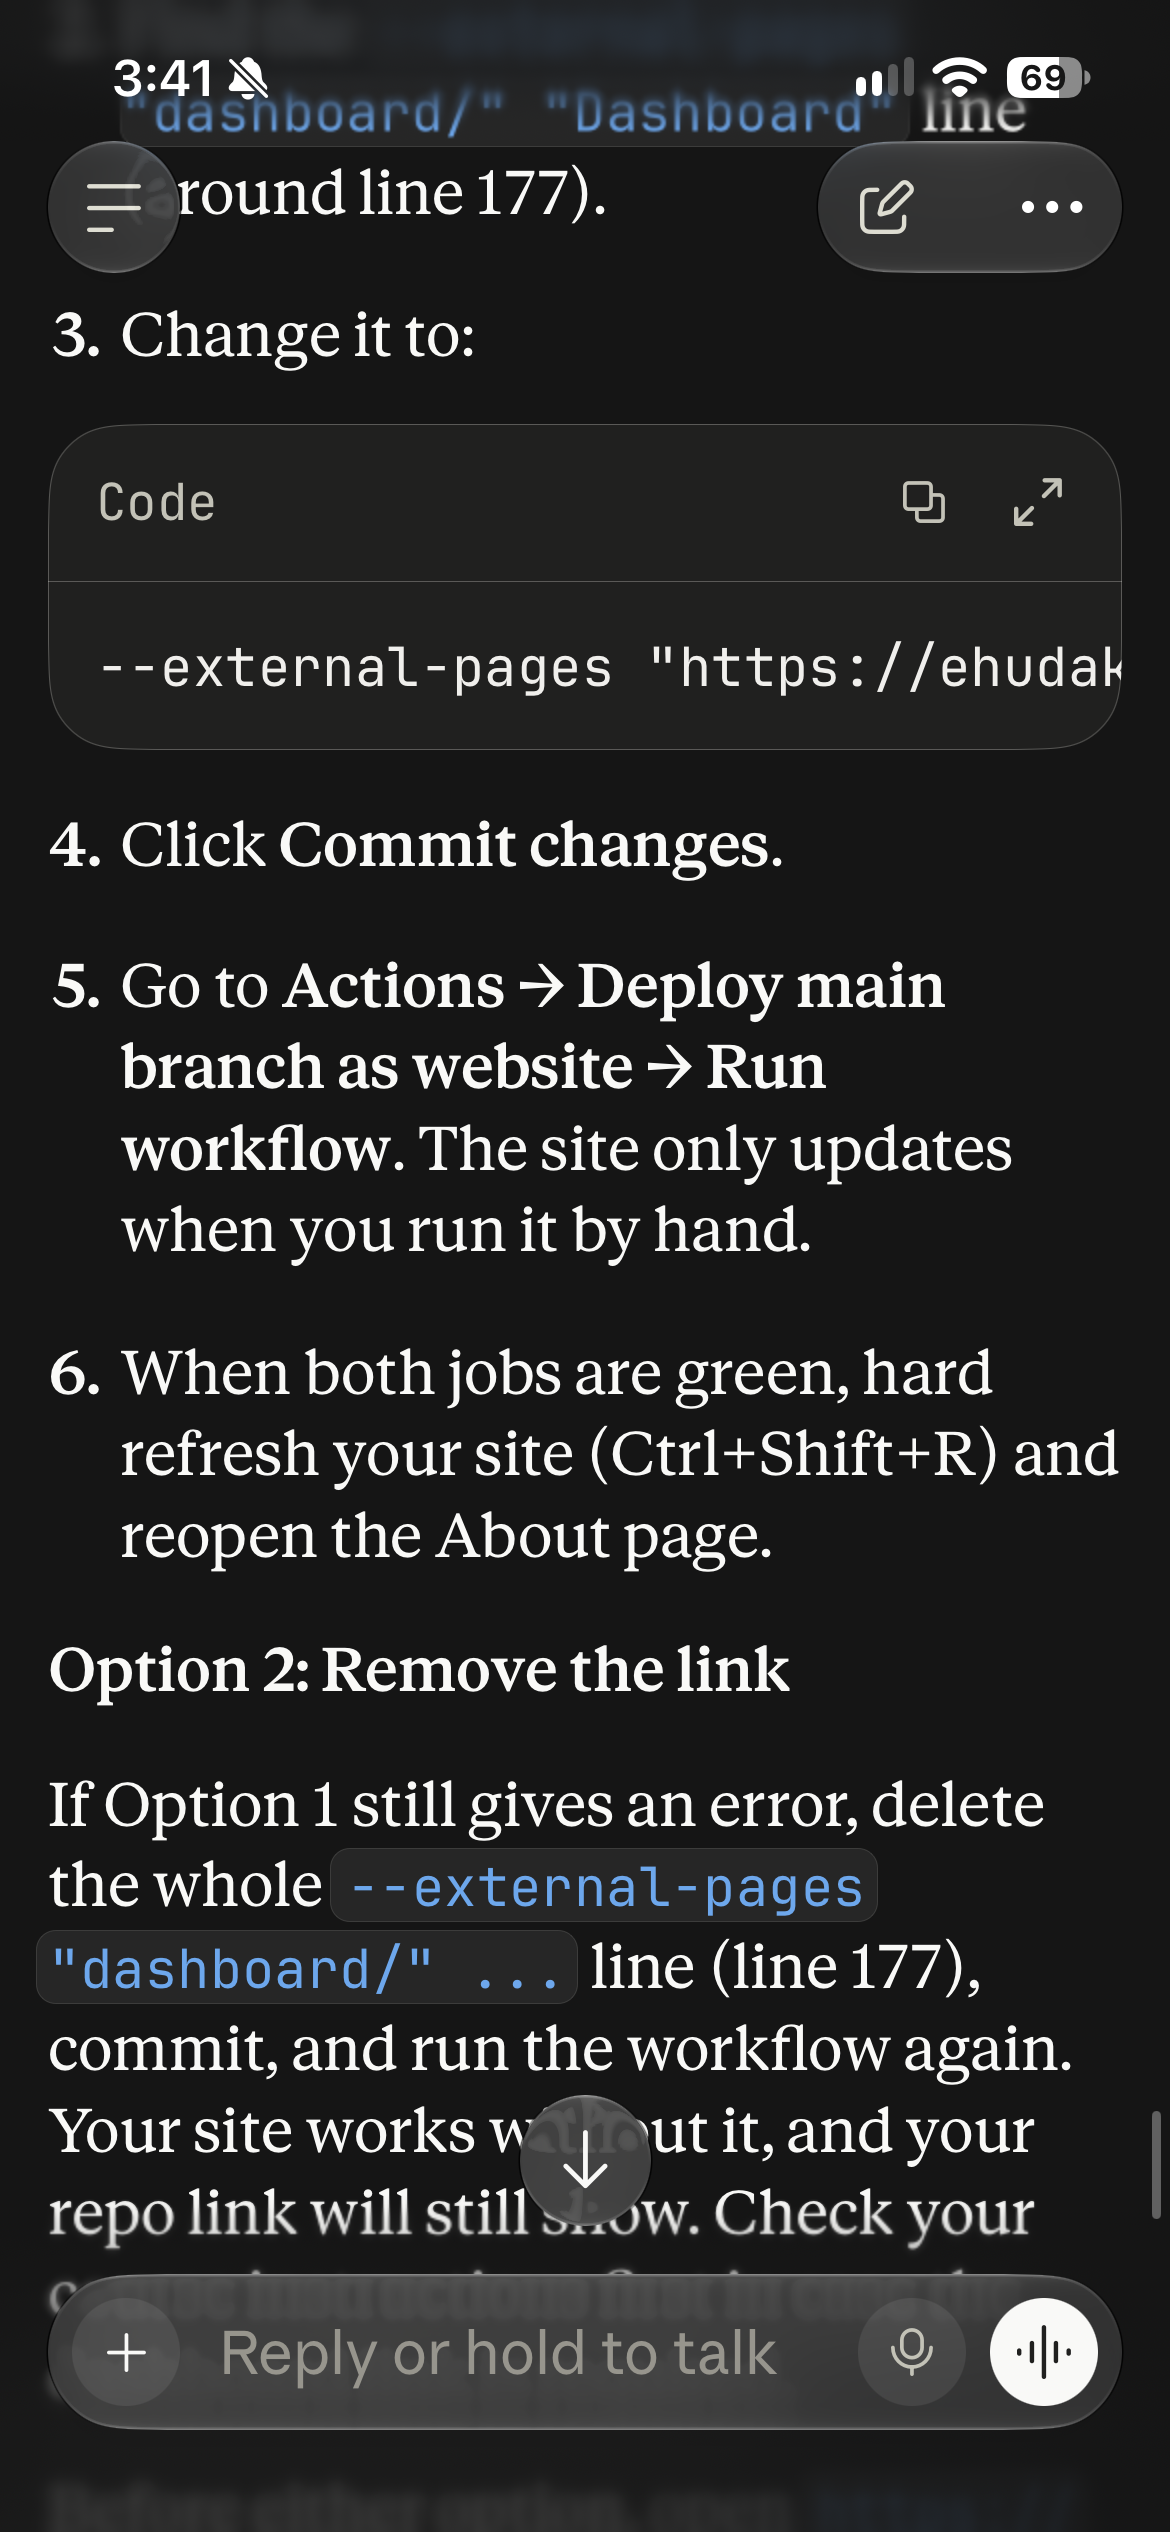 3:41
69
"dashboard/" "Dashboard" line
round line 177).
3. Change it to:
Code
--external-pages "https://ehudak
4. Click Commit changes.
5. Go to Actions → Deploy main
branch as website → Run
workflow. The site only updates
when you run it by hand.
6. When both jobs are green, hard
refresh your site (Ctrl+Shift+R) and
reopen the About page.
Option 2: Remove the link
If Option 1 still gives an error, delete
the whole --external-pages
"dashboard/" ... line (line 177),
commit, and run the workflow again.
Your site works without it, and your
repo link will still show. Check your
Reply or hold to talk